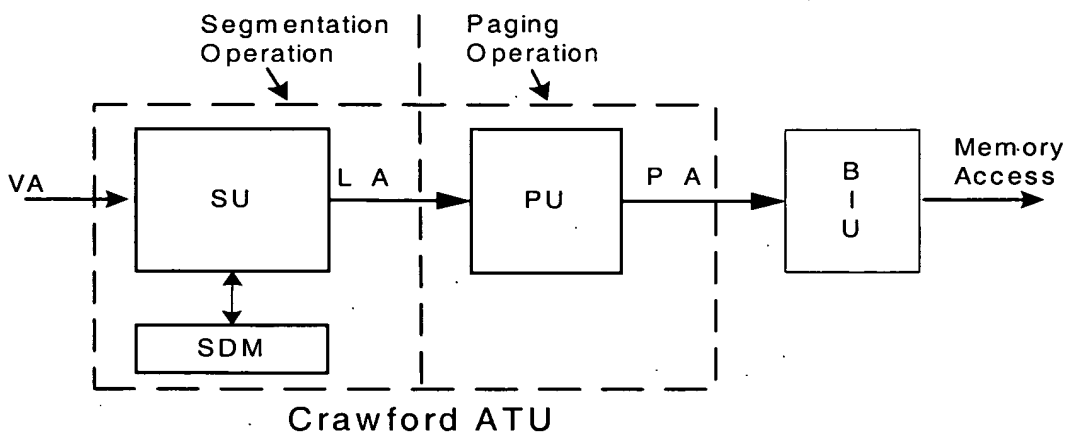 Segmentation
Operation
Paging
Operation
VA
SU
L A
PU
P A
B
I
U
Memory
Access
SDM
Crawford ATU